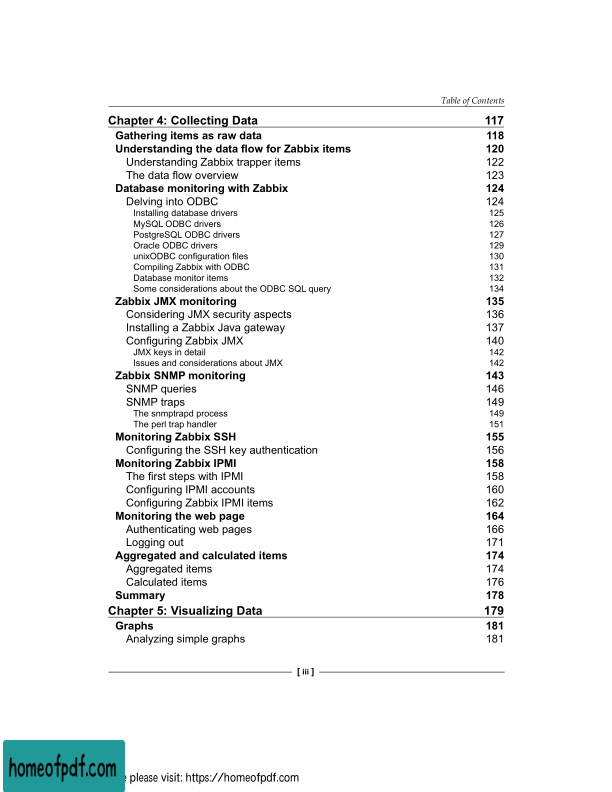 Table of Contents
Chapter 4: Collecting Data 117
Gathering items as raw data 118
Understanding the data flow for Zabbix items 120
Understanding Zabbix trapper items 122
The data flow overview 123
Database monitoring with Zabbix 124
Delving into ODBC 124
Installing database drivers 125
MySQL ODBC drivers 126
PostgreSQL ODBC drivers 127
Oracle ODBC drivers 129
unixODBC configuration files 130
Compiling Zabbix with ODBC 131
Database monitor items 132
Some considerations about the ODBC SQL query 134
Zabbix JMX monitoring 135
Considering JMX security aspects 136
Installing a Zabbix Java gateway 137
Configuring Zabbix JMX 140
JMX keys in detail 142
Issues and considerations about JMX 142
Zabbix SNMP monitoring 143
SNMP queries 146
SNMP traps 149
The snmptrapd process 149
The perl trap handler 151
Monitoring Zabbix SSH 155
Configuring the SSH key authentication 156
Monitoring Zabbix IPMI 158
The first steps with IPMI 158
Configuring IPMI accounts 160
Configuring Zabbix IPMI items 162
Monitoring the web page 164
Authenticating web pages 166
Logging out 171
Aggregated and calculated items 174
Aggregated items 174
Calculated items 176
Summary 178
Chapter 5: Visualizing Data 179
Graphs 181
Analyzing simple graphs 181
[ iii ]
homeofpdf.com
please visit: https://homeofpdf.com